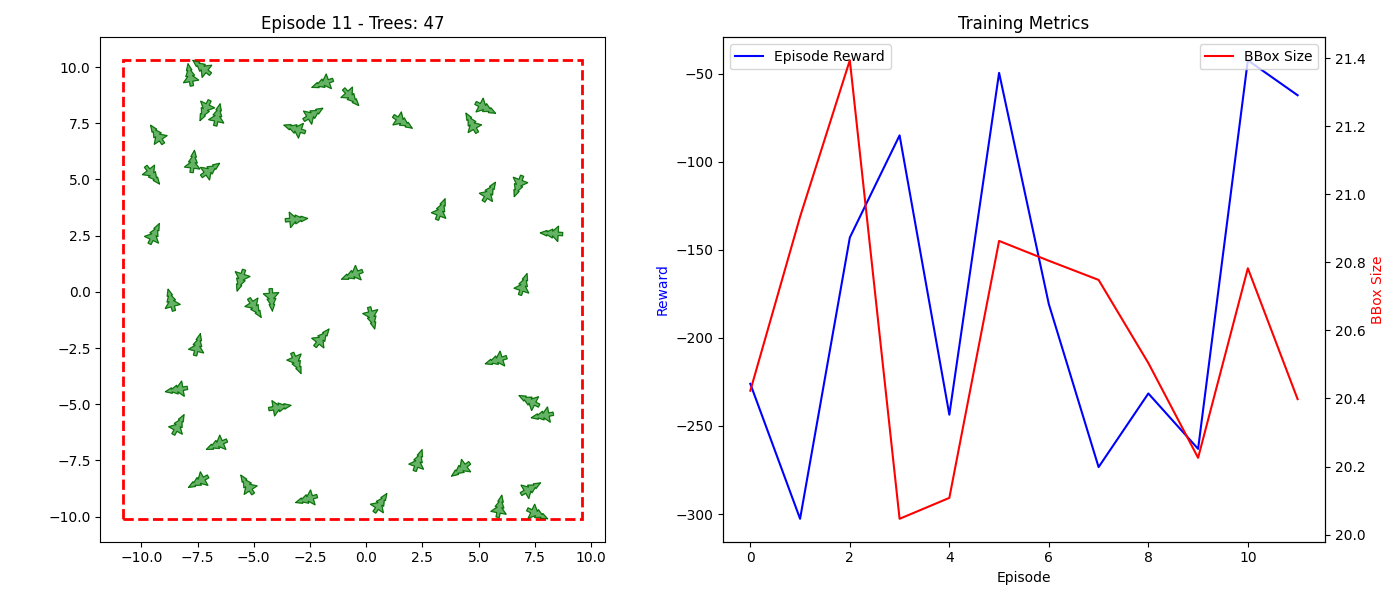 Episode 11 - Trees: 47
10.0
7.5
5.0
2.5
0.0
−2.5
−5.0
−7.5
−10.0
−10.0 −7.5 −5.0 −2.5 0.0 2.5 5.0 7.5 10.0
Training Metrics
Episode Reward
BBox Size
Reward
−50
−100
−150
−200
−250
−300
0 2 4 6 8 10
Episode
21.4
21.2
21.0
20.8
20.6
20.4
20.2
20.0
BBox Size